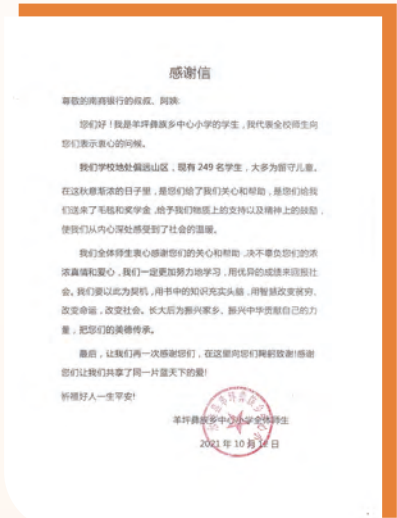 感谢信
尊敬的南商银行的叔叔、阿姨:
您们好!我是羊坪彝族乡中心小学的学生,我代表全校师生向
您们表示衷心的问候。
我们学校地处偏远山区,现有 249 名学生,大多为留守儿童。
在这秋意渐浓的日子里,是您们给了我们关心和帮助,是您们给我
们送来了毛毯和奖学金,给予我们物质上的支持以及精神上的鼓励,
使我们从内心深处感受到了社会的温暖。
我们全体师生衷心感谢您们的关心和帮助,决不辜负您们的浓
浓真情和爱心,我们一定更加努力地学习,用优异的成绩来回报社
会。我们要以此为契机,用书中的知识充实头脑,用智慧改变贫穷、
改变命运,改变社会。长大后为振兴家乡、振兴中华贡献自己的力
量,把您们的美德传承。
最后,让我们再一次感谢您们,在这里向您们鞠躬致谢!感谢
您们让我们共享了同一片蓝天下的爱!
祈福好人一生平安!
羊坪彝族乡中心小学全体师生
2021 年 10 月 18 日